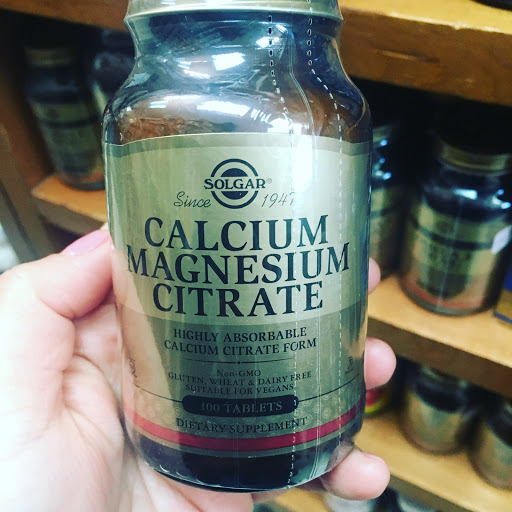 SOLGAR®
Since 1947
CALCIUM
MAGNESIUM
CITRATE
HIGHLY ABSORBABLE
CALCIUM CITRATE FORM
Non-GMO
GLUTEN, WHEAT & DAIRY FREE
SUITABLE FOR VEGANS
100 TABLETS
DIETARY SUPPLEMENT